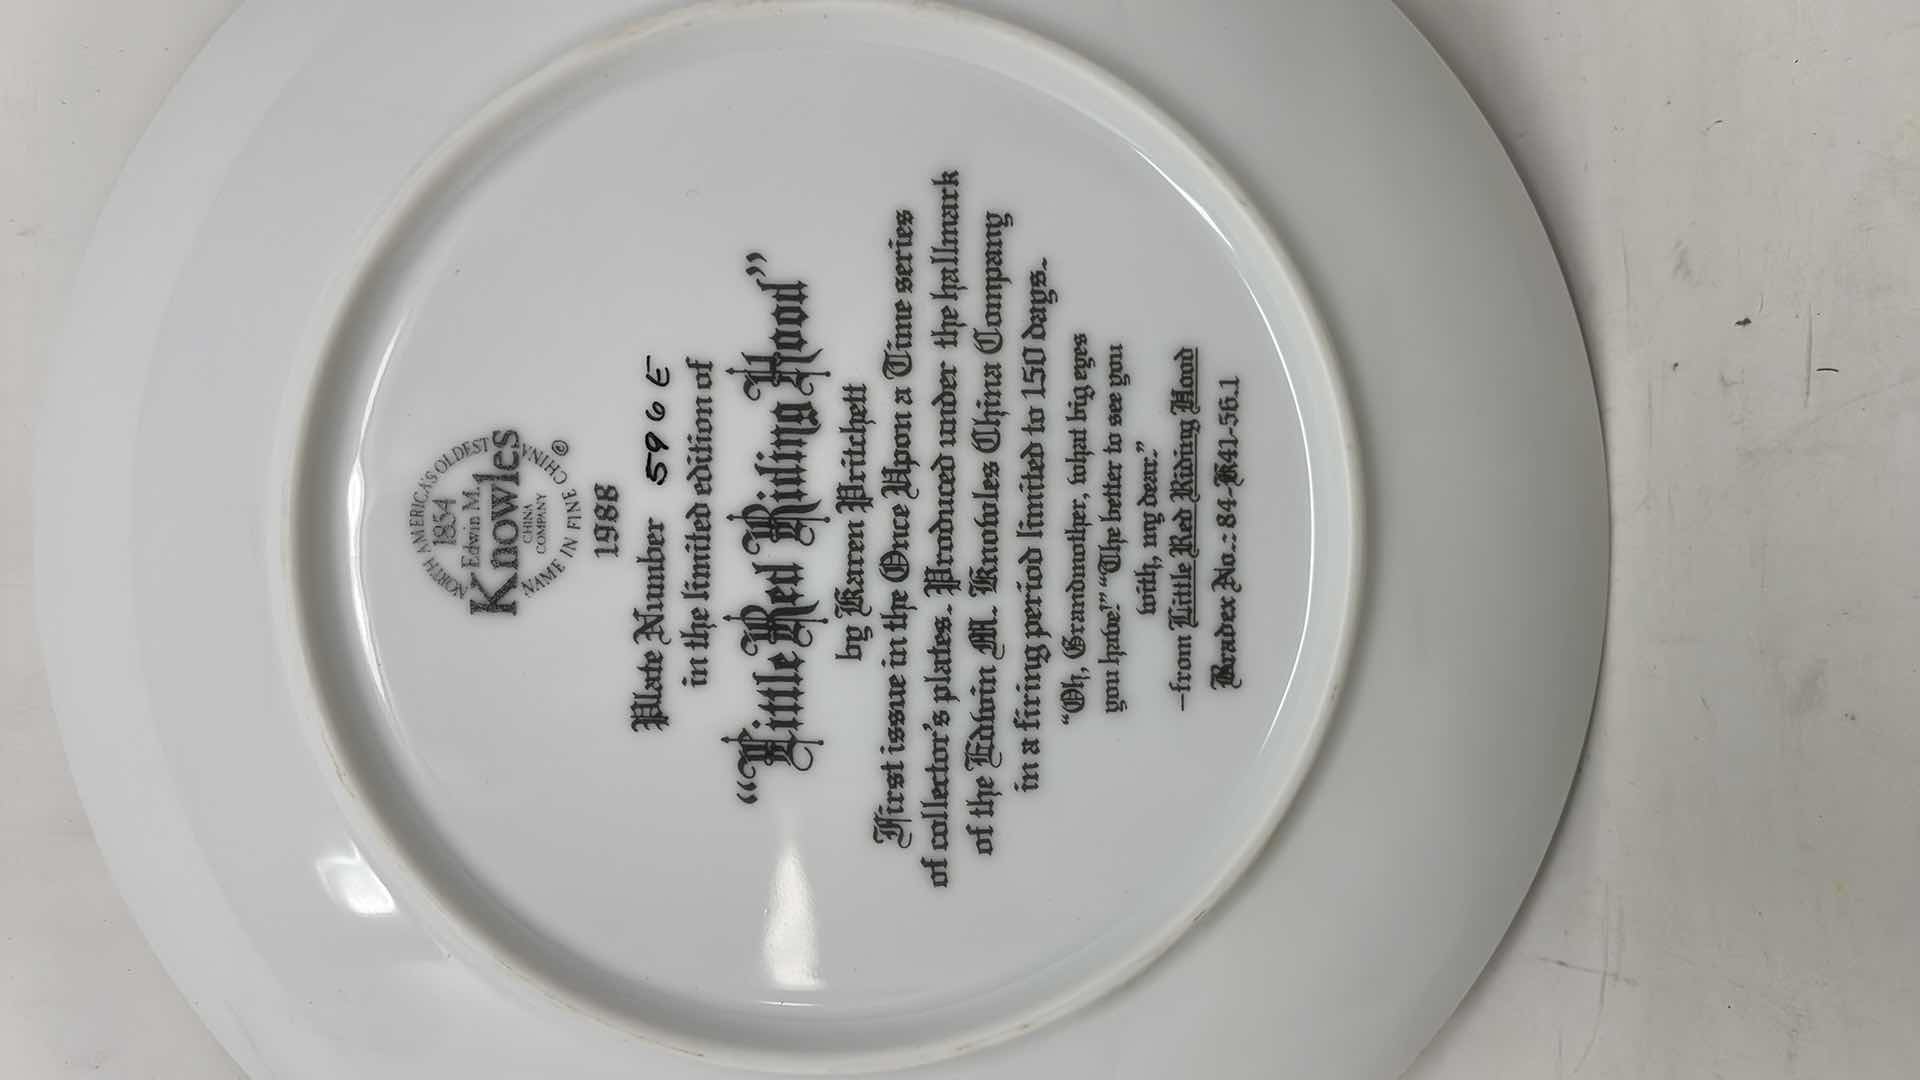 NORTH AMERICA'S OLDEST
1854
Edwin M.
Knowles
CHINA
COMPANY
NAME IN FINE CHINA
©
1988
Plate Number 596E
in the limited edition of
“Little Red Riding Hood”
by Karen Pritchett
First issue in the Once Upon a Time series
of collector's plates. Produced under the hallmark
of the Edwin M. Knowles China Company
in a firing period limited to 150 days.
“Oh, Grandmother, what big eyes
you have!” “The better to see you
with, my dear.”
—from Little Red Riding Hood
Bradex No.: 84-K41-56.1